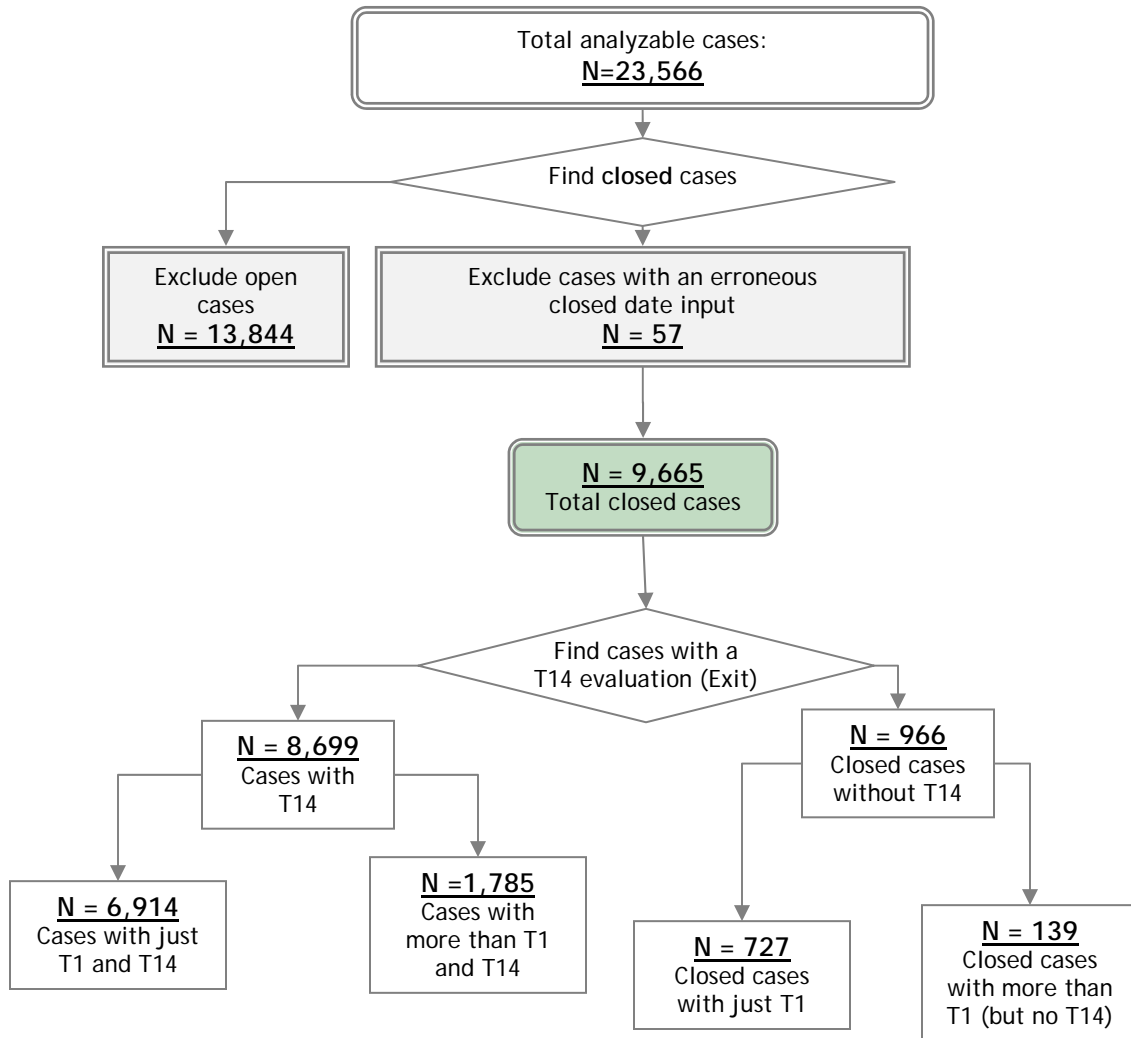 Total analyzable cases:
N=23,566
Find closed cases
Exclude open
cases
N = 13,844
Exclude cases with an erroneous
closed date input
N = 57
N = 9,665
Total closed cases
Find cases with a
T14 evaluation (Exit)
N = 8,699
Cases with
T14
N = 966
Closed cases
without T14
N = 6,914
Cases with just
T1 and T14
N =1,785
Cases with
more than T1
and T14
N = 727
Closed cases
with just T1
N = 139
Closed cases
with more than
T1 (but no T14)